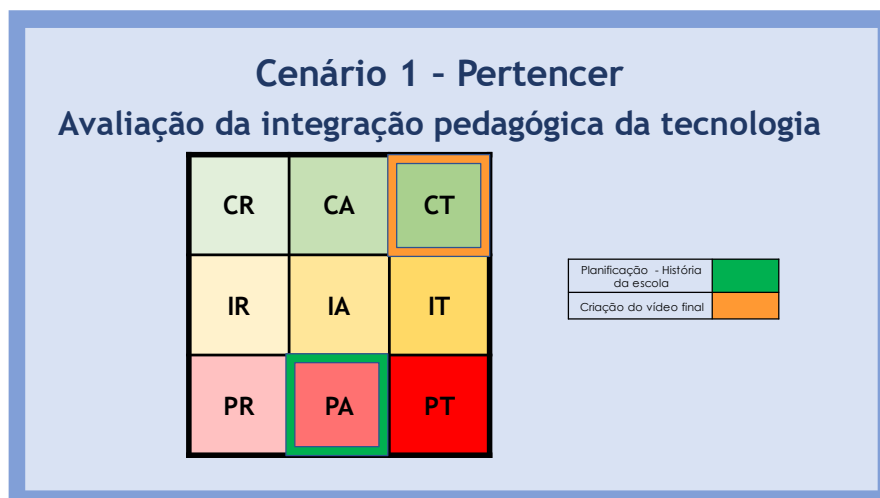 Cenário 1 – Pertencer
Avaliação da integração pedagógica da tecnologia
CR CA CT
IR IA IT
PR PA PT
Planificação - História
da escola
Criação do vídeo final